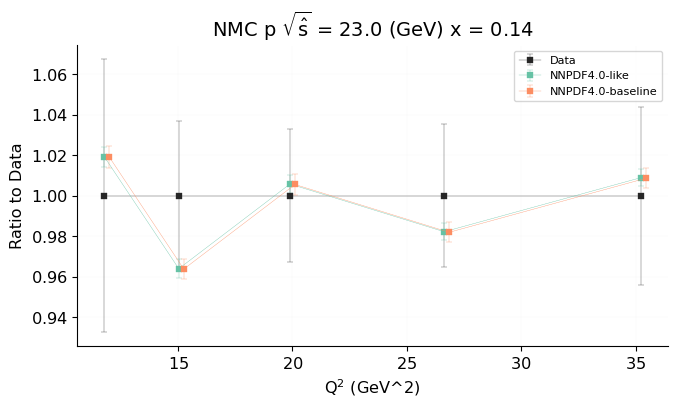 NMC p √ŝ = 23.0 (GeV) x = 0.14
Data
NNPDF4.0-like
NNPDF4.0-baseline
Ratio to Data
1.06
1.04
1.02
1.00
0.98
0.96
0.94
15
20
25
30
35
Q² (GeV^2)